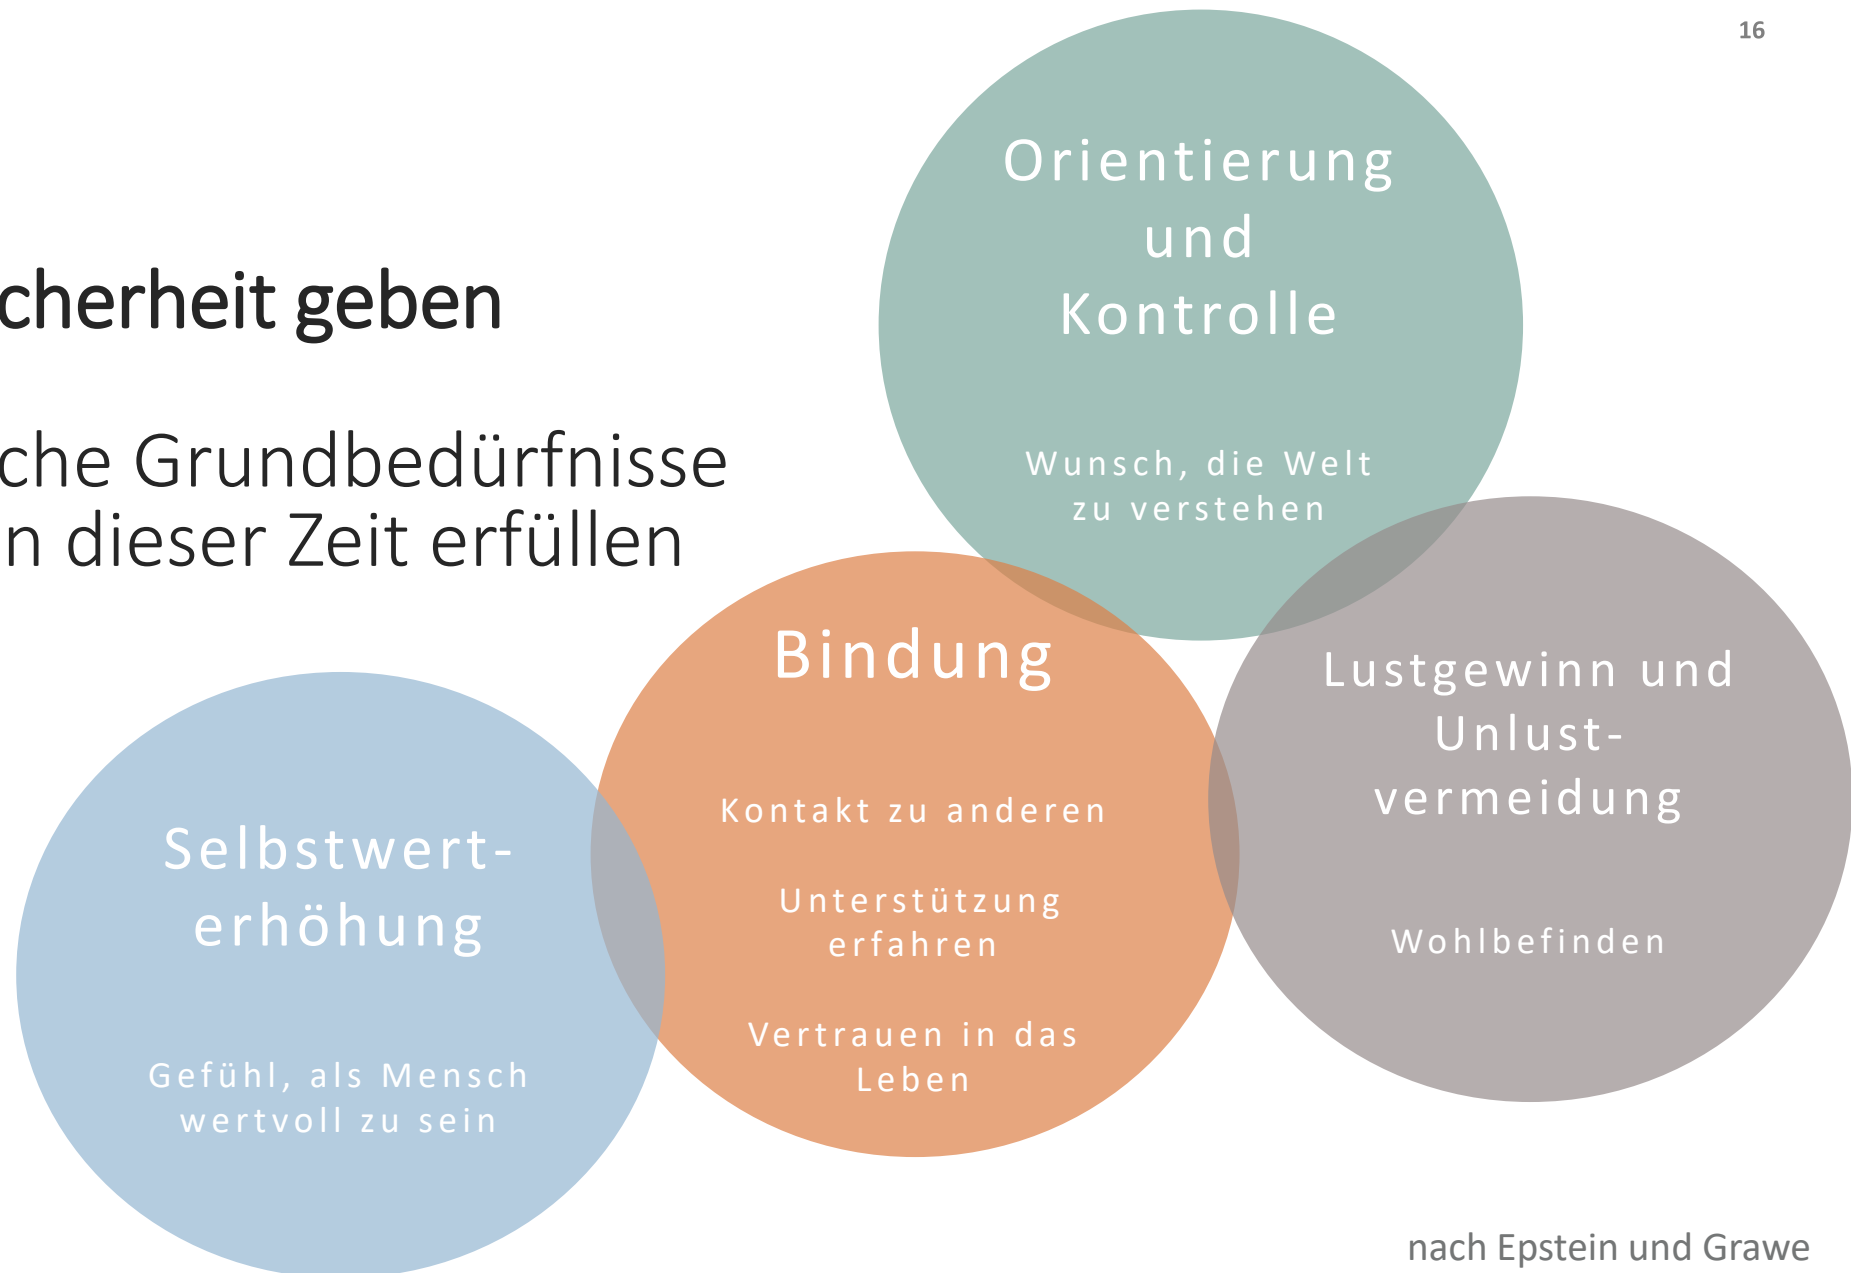 16
cherheit geben
che Grundbedürfnisse
n dieser Zeit erfüllen
Orientierung
und
Kontrolle
Wunsch, die Welt
zu verstehen
Bindung
Kontakt zu anderen
Unterstützung
erfahren
Vertrauen in das
Leben
Lustgewinn und
Unlust-
vermeidung
Wohlbefinden
Selbstwert-
erhöhung
Gefühl, als Mensch
wertvoll zu sein
nach Epstein und Grawe